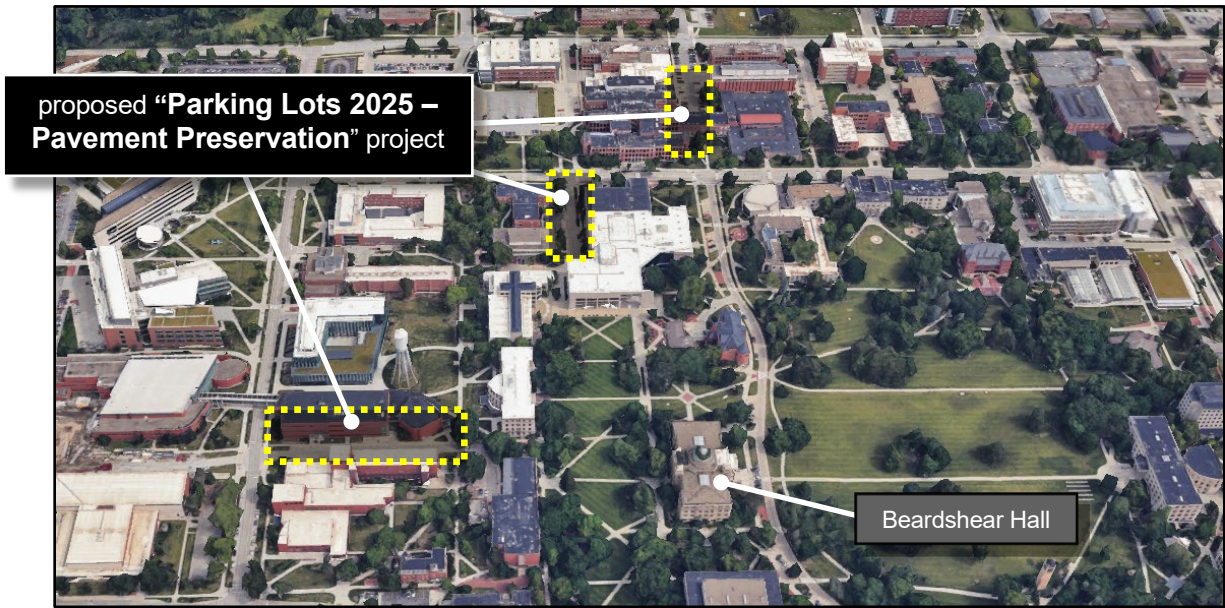 proposed “Parking Lots 2025 –
Pavement Preservation” project
Beardshear Hall